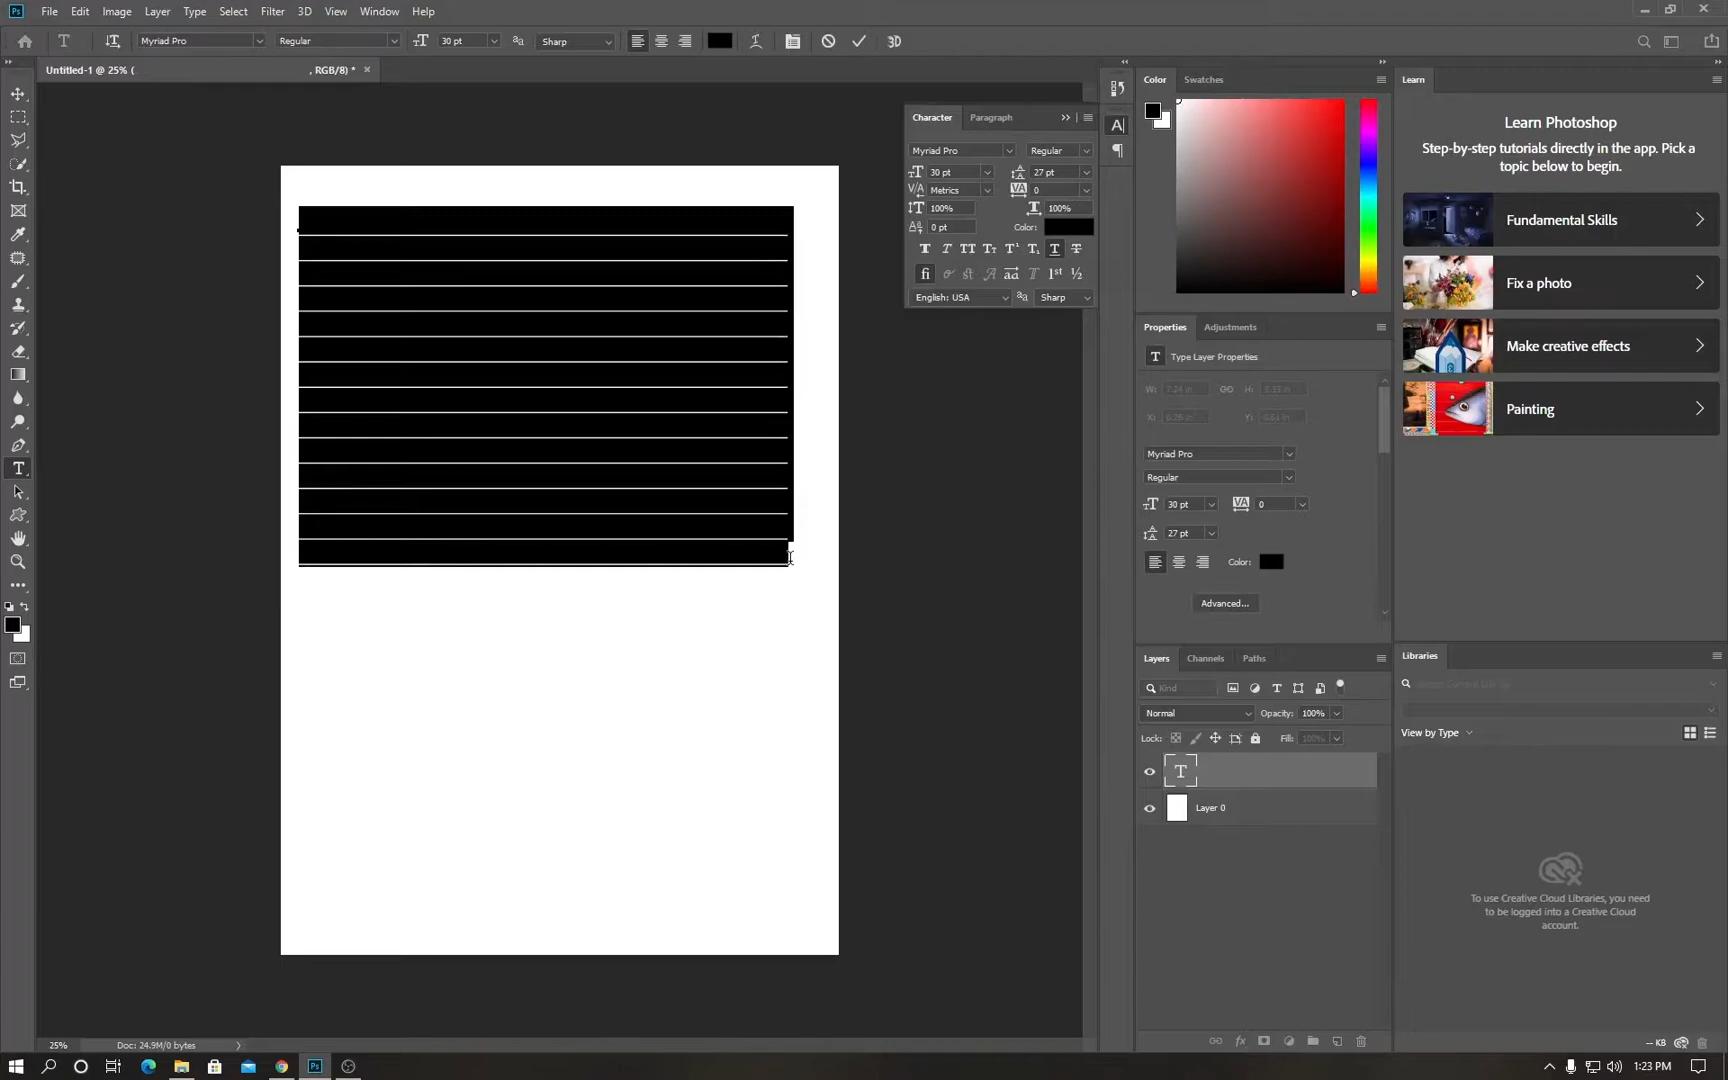 Ps File Edit Image Layer Type Select Filter 3D View Window Help
T Myriad Pro Regular 30 pt Sharp 3D
Untitled-1 @ 25% ( , RGB/8) *
Character Paragraph
Myriad Pro Regular
30 pt 27 pt
Metrics 0
100% 100%
0 pt Color:
English: USA Sharp
Color Swatches
Properties Adjustments
T Type Layer Properties
Myriad Pro
Regular
30 pt 0
27 pt
Color:
Advanced...
Layers Channels Paths
Kind
Normal Opacity: 100%
Lock: Fill: 100%
T
Layer 0
Learn
Learn Photoshop
Step-by-step tutorials directly in the app. Pick a
topic below to begin.
Fundamental Skills
Fix a photo
Make creative effects
Painting
Libraries
View by Type
To use Creative Cloud Libraries, you need
to be logged into a Creative Cloud
account.
-- KB
25% Doc: 24.9M/0 bytes
Ps 1:23 PM